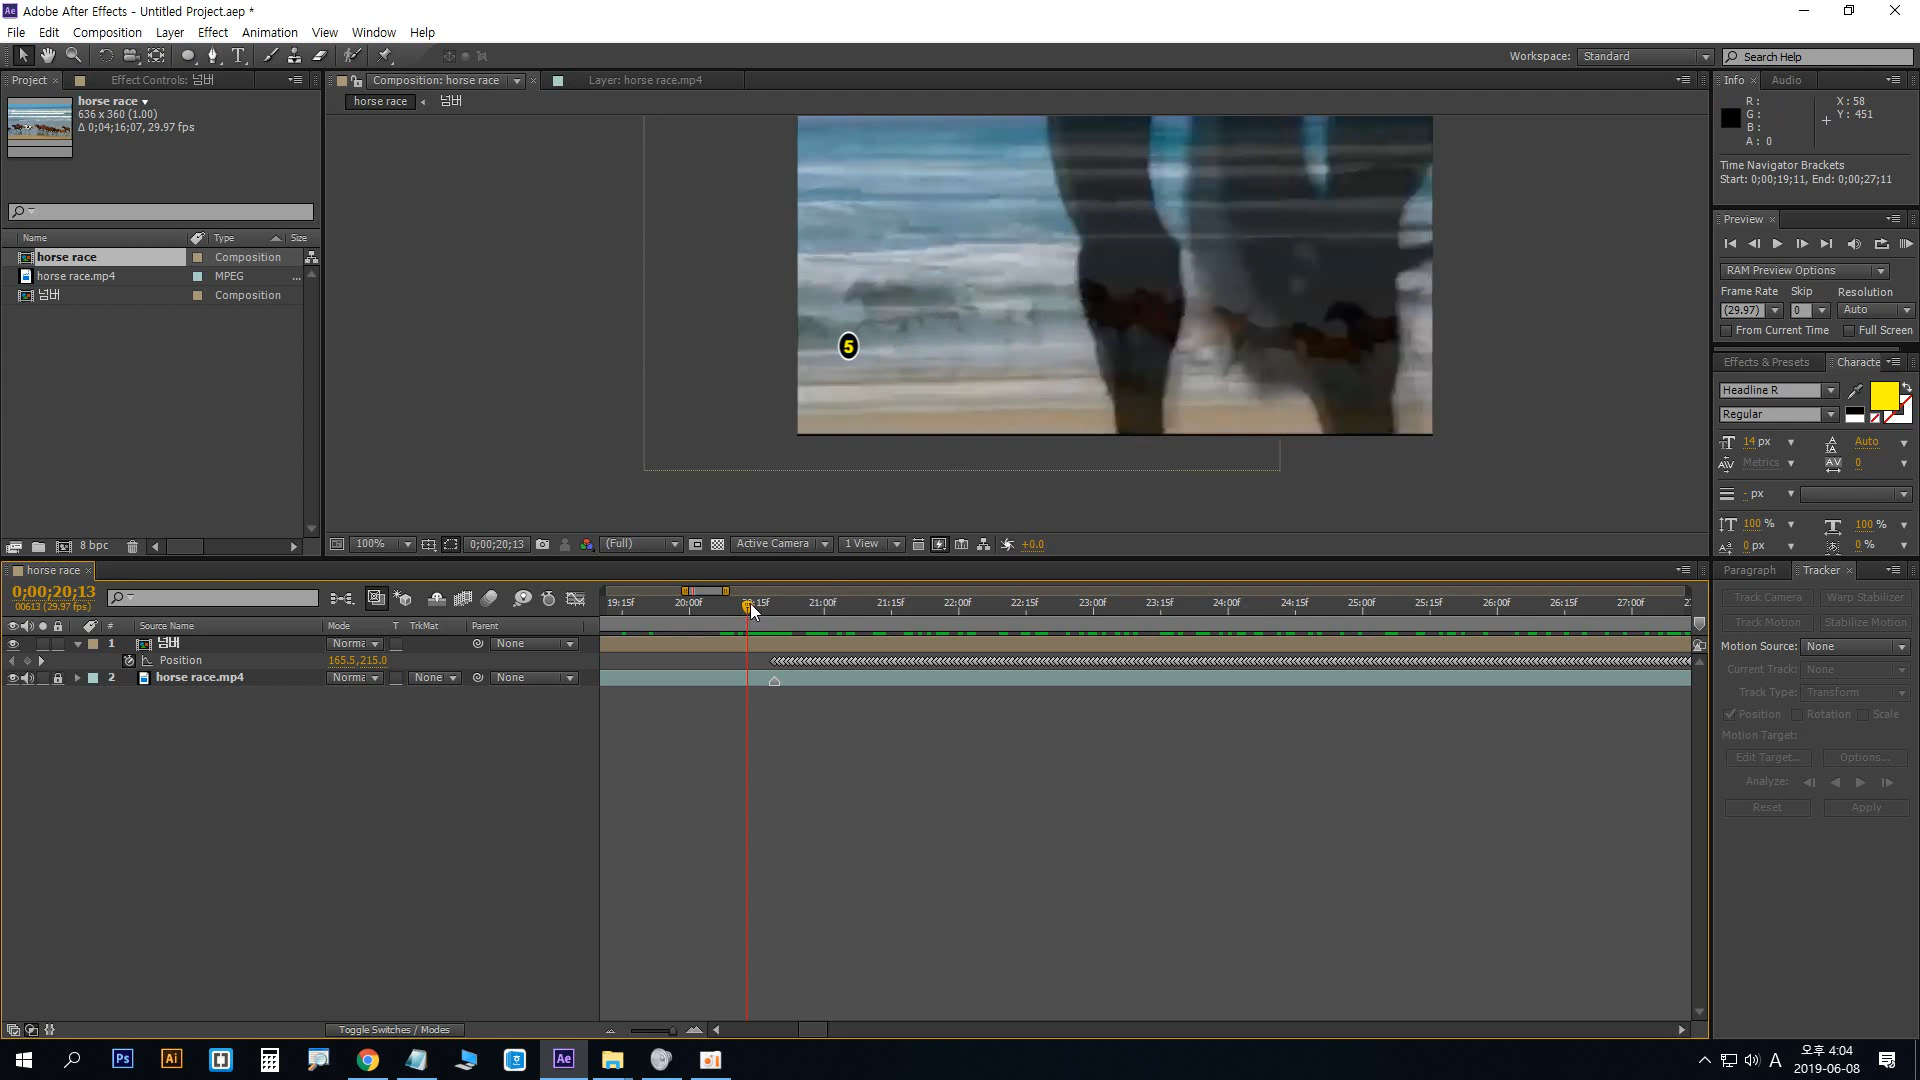 Adobe After Effects - Untitled Project.aep *
File Edit Composition Layer Effect Animation View Window Help
Workspace: Standard Search Help
Project Effect Controls: 넘버
Composition: horse race Layer: horse race.mp4
Info Audio
horse race
636 x 360 (1.00)
Δ 0;04;16;07, 29.97 fps
horse race 넘버
R: X: 58
G: Y: 451
B:
A: 0
Time Navigator Brackets
Start: 0;00;19;11, End: 0;00;27;11
Preview
Name Type Size
horse race Composition
horse race.mp4 MPEG ...
넘버 Composition
RAM Preview Options
Frame Rate Skip Resolution
(29.97) 0 Auto
From Current Time Full Screen
5
Effects & Presets Characte
Headline R
Regular
14 px Auto
Metrics 0
- px
100 % 100 %
0 px 0 %
8 bpc
100% 0;00;20;13 (Full) Active Camera 1 View +0.0
horse race
0;00;20;13
00613 (29.97 fps)
19:15f 20:00f 20:15f 21:00f 21:15f 22:00f 22:15f 23:00f 23:15f 24:00f 24:15f 25:00f 25:15f 26:00f 26:15f 27:00f
# Source Name Mode T TrkMat Parent
1 넘버 Norma None
Position 165.5,215.0
2 horse race.mp4 Norma None None
Toggle Switches / Modes
Paragraph Tracker
Track Camera Warp Stabilizer
Track Motion Stabilize Motion
Motion Source: None
Current Track: None
Track Type: Transform
Position Rotation Scale
Motion Target:
Edit Target... Options...
Analyze:
Reset Apply
Ps Ai Ae A
오후 4:04
2019-06-08